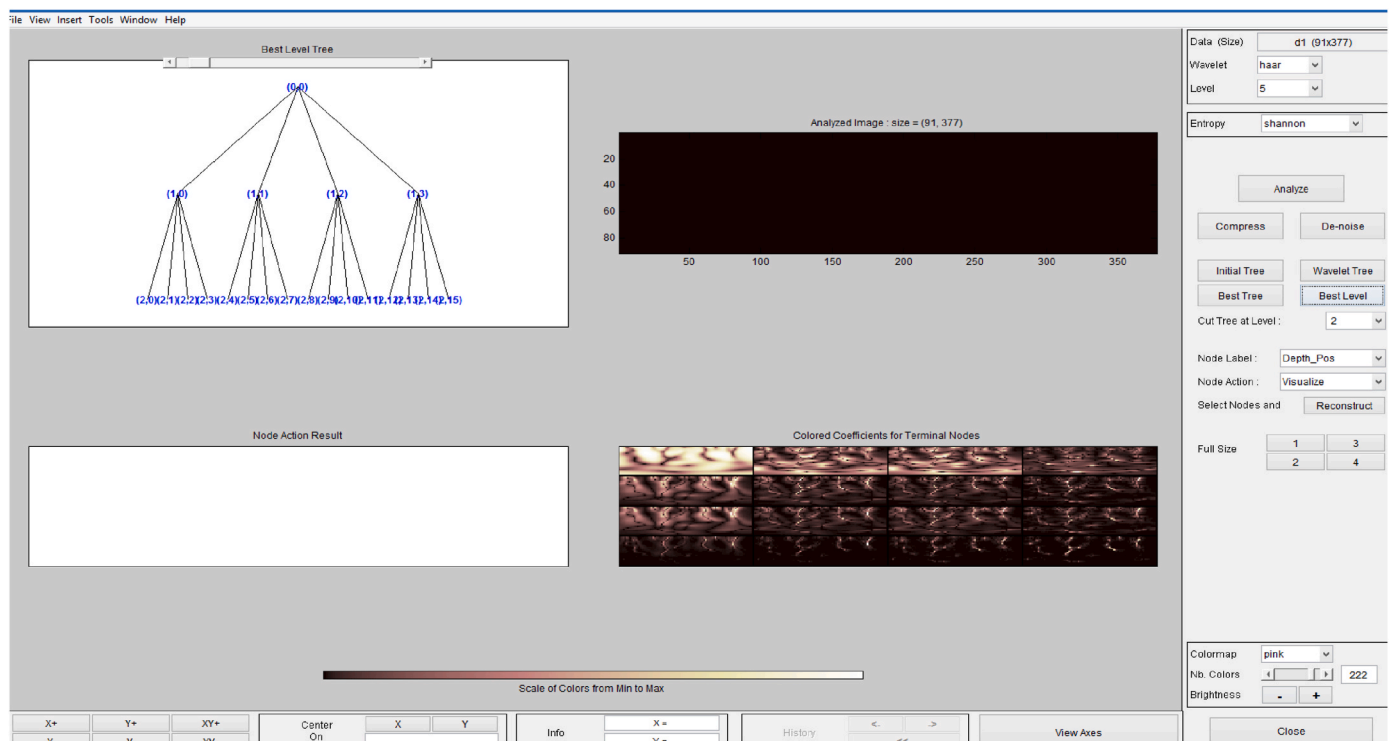 File View Insert Tools Window Help
Best Level Tree
(0,0)
(1,0) (1,1) (1,2) (1,3)
(2,0)(2,1)(2,2)(2,3)(2,4)(2,5)(2,6)(2,7)(2,8)(2,9)(2,10)(2,11)(2,12)(2,13)(2,14)(2,15)
Analyzed Image : size = (91, 377)
20
40
60
80
50 100 150 200 250 300 350
Node Action Result
Colored Coefficients for Terminal Nodes
Scale of Colors from Min to Max
Data (Size) d1 (91x377)
Wavelet haar
Level 5
Entropy shannon
Analyze
Compress De-noise
Initial Tree Wavelet Tree
Best Tree Best Level
Cut Tree at Level : 2
Node Label : Depth_Pos
Node Action : Visualize
Select Nodes and Reconstruct
Full Size 1 3
2 4
Colormap pink
Nb. Colors 222
Brightness - +
X+ Y+ XY+
Center On X Y
Info X =
History <- ->
View Axes
Close